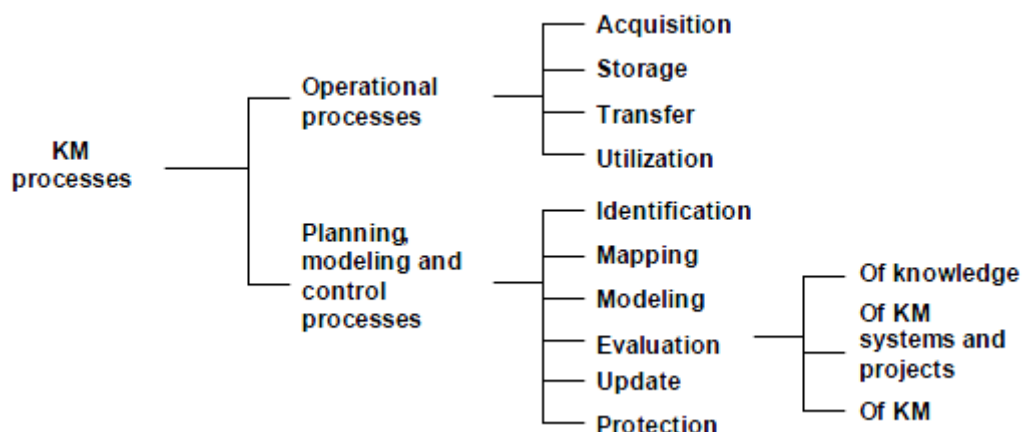 KM
processes
Operational
processes
Acquisition
Storage
Transfer
Utilization
Planning,
modeling and
control
processes
Identification
Mapping
Modeling
Evaluation
Update
Protection
Of knowledge
Of KM
systems and
projects
Of KM